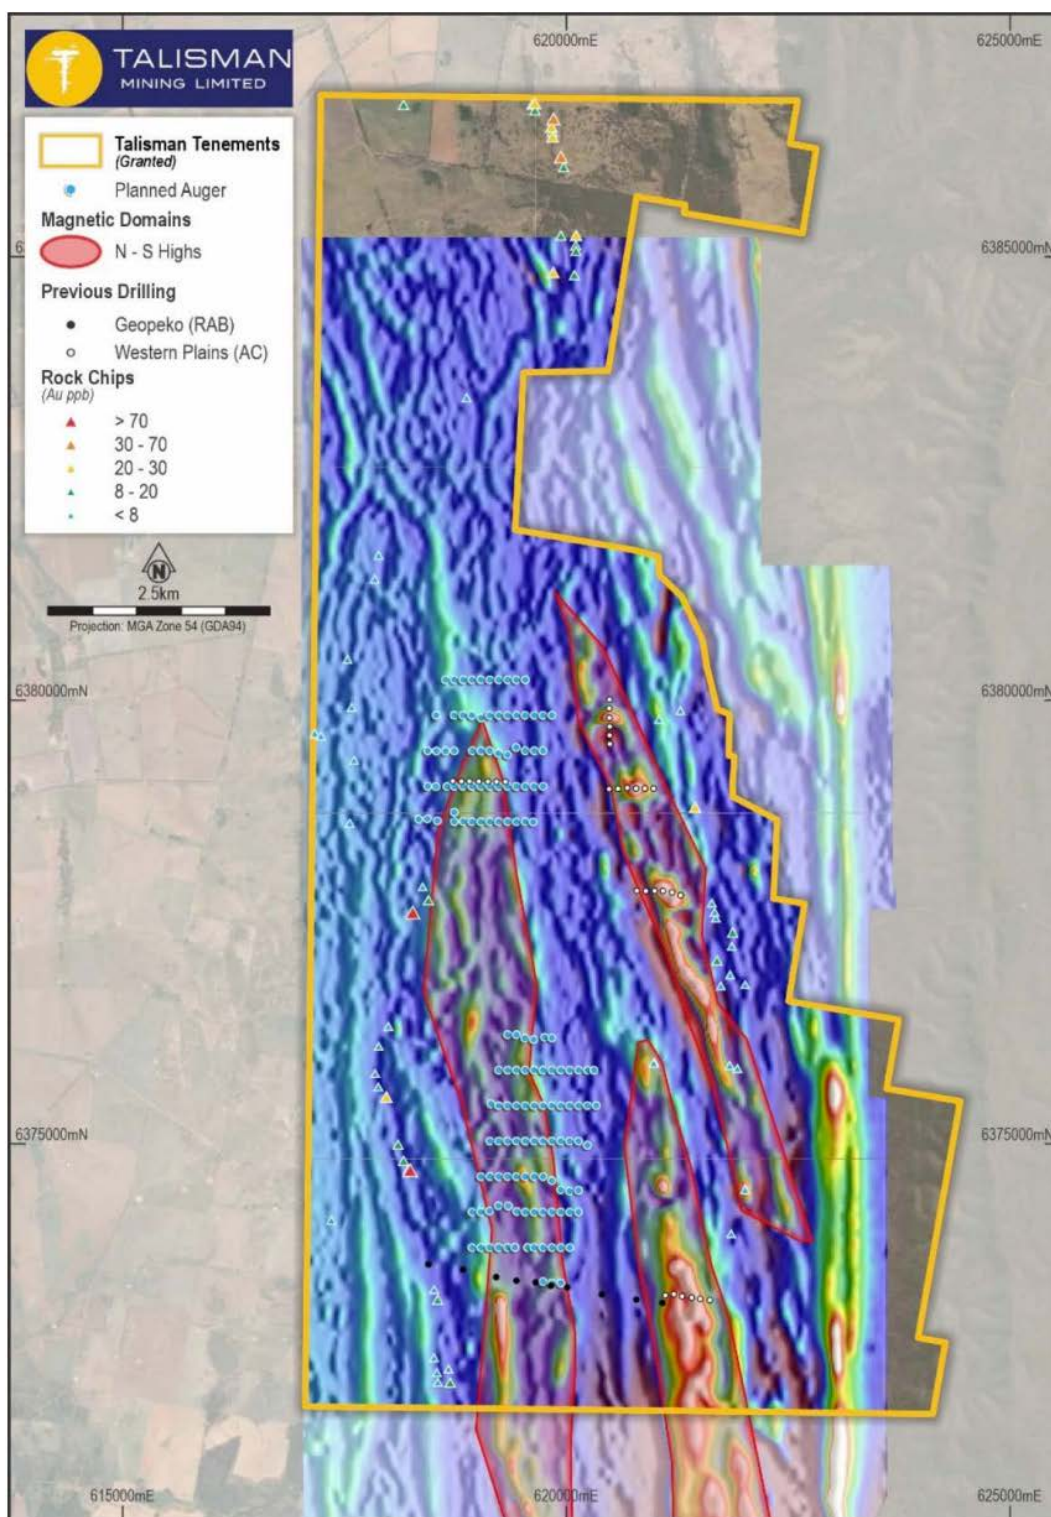 620000mE
625000mE
TALISMAN
MINING LIMITED
Talisman Tenements
(Granted)
Planned Auger
Magnetic Domains
N - S Highs
Previous Drilling
Geopeko (RAB)
Western Plains (AC)
Rock Chips
(Au ppb)
> 70
30 - 70
20 - 30
8 - 20
< 8
6385000mN
N
2.5km
Projection: MGA Zone 54 (GDA94)
6380000mN
6380000mN
6375000mN
6375000mN
615000mE
620000mE
625000mE